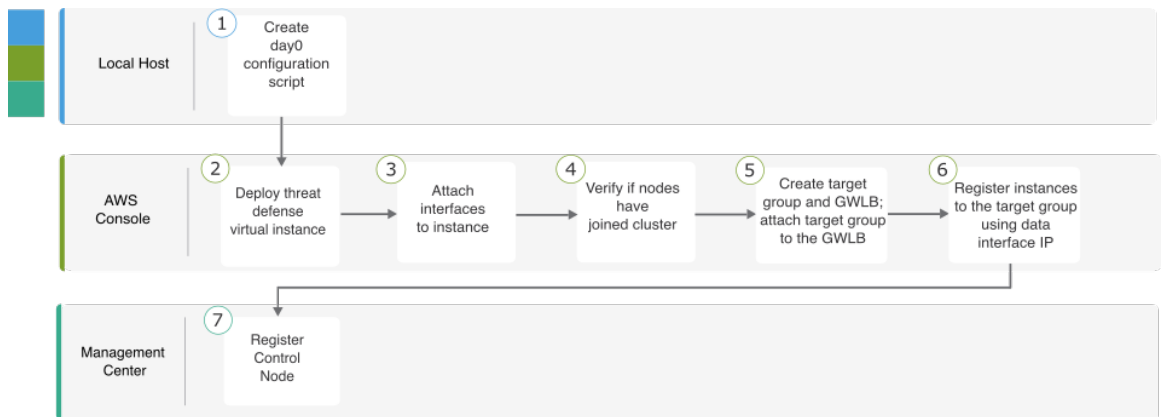 Local Host
1
Create
day0
configuration
script
AWS
Console
2
Deploy threat
defense
virtual instance
3
Attach
interfaces
to instance
4
Verify if nodes
have
joined cluster
5
Create target
group and GWLB;
attach target group
to the GWLB
6
Register instances
to the target group
using data
interface IP
Management
Center
7
Register
Control
Node